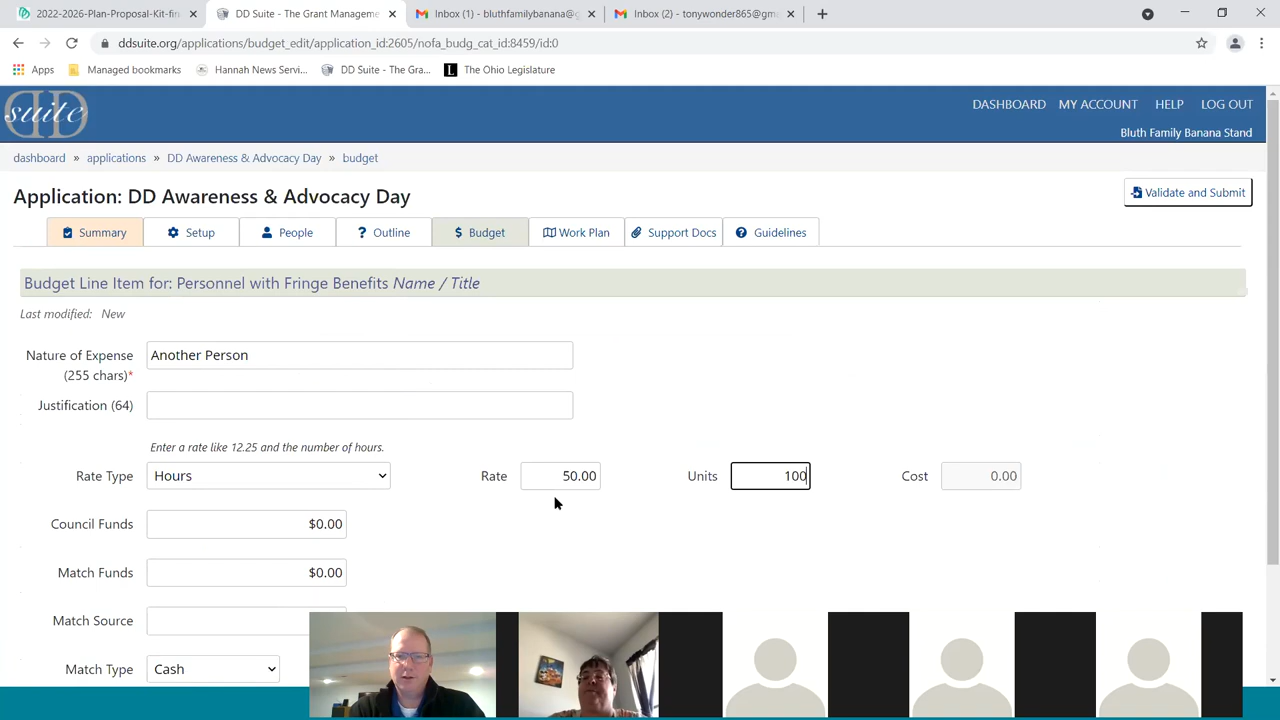 2022-2026-Plan-Proposal-Kit-fin
DD Suite - The Grant Manageme
Inbox (1) - bluthfamilybanana@g
Inbox (2) - tonywonder865@gm
ddsuite.org/applications/budget_edit/application_id:2605/nofa_budg_cat_id:8459/id:0
Apps Managed bookmarks Hannah News Servi... DD Suite - The Gra... L The Ohio Legislature
DD suite
DASHBOARD MY ACCOUNT HELP LOG OUT
Bluth Family Banana Stand
dashboard » applications » DD Awareness & Advocacy Day » budget
Application: DD Awareness & Advocacy Day
Validate and Submit
Summary Setup People ? Outline $ Budget Work Plan Support Docs Guidelines
Budget Line Item for: Personnel with Fringe Benefits Name / Title
Last modified: New
Nature of Expense (255 chars)* Another Person
Justification (64)
Enter a rate like 12.25 and the number of hours.
Rate Type Hours Rate 50.00 Units 100 Cost 0.00
Council Funds $0.00
Match Funds $0.00
Match Source
Match Type Cash